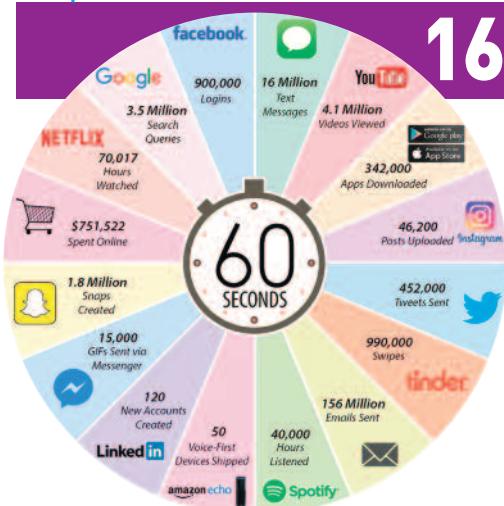 16
facebook
900,000
Logins
16 Million
Text
Messages
YouTube
4.1 Million
Videos Viewed
Google play
App Store
342,000
Apps Downloaded
46,200
Posts Uploaded
Instagram
452,000
Tweets Sent
990,000
Swipes
tinder
156 Million
Emails Sent
40,000
Hours
Listened
Spotify
50
Voice-First
Devices Shipped
amazon echo
120
New Accounts
Created
Linked in
15,000
GIFs Sent via
Messenger
1.8 Million
Snaps
Created
$751,522
Spent Online
NETFLIX
70,017
Hours
Watched
Google
3.5 Million
Search
Queries
60
SECONDS